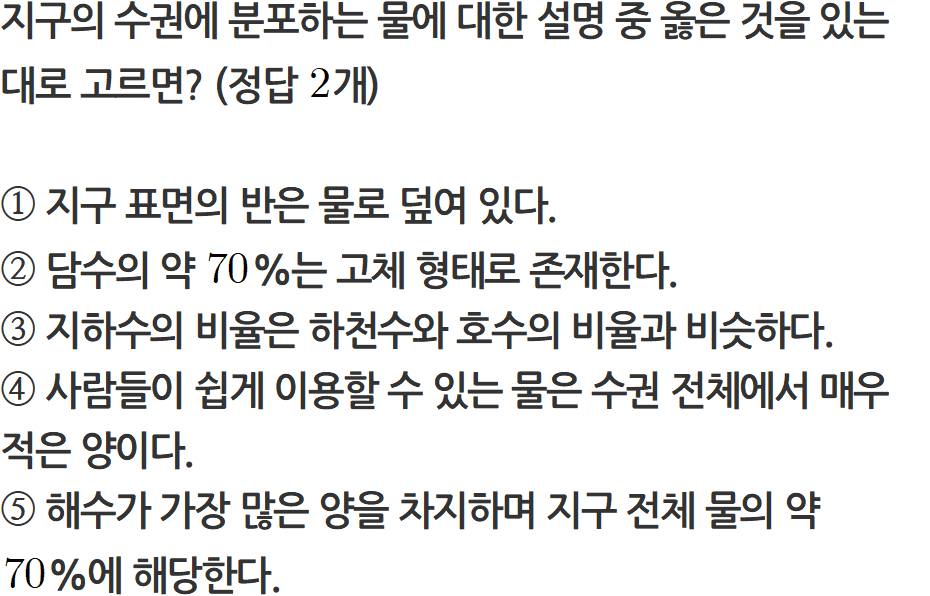 지구의 수권에 분포하는 물에 대한 설명 중 옳은 것을 있는
대로 고르면? (정답 2개)
① 지구 표면의 반은 물로 덮여 있다.
② 담수의 약 70%는 고체 형태로 존재한다.
③ 지하수의 비율은 하천수와 호수의 비율과 비슷하다.
④ 사람들이 쉽게 이용할 수 있는 물은 수권 전체에서 매우
적은 양이다.
⑤ 해수가 가장 많은 양을 차지하며 지구 전체 물의 약
70%에 해당한다.